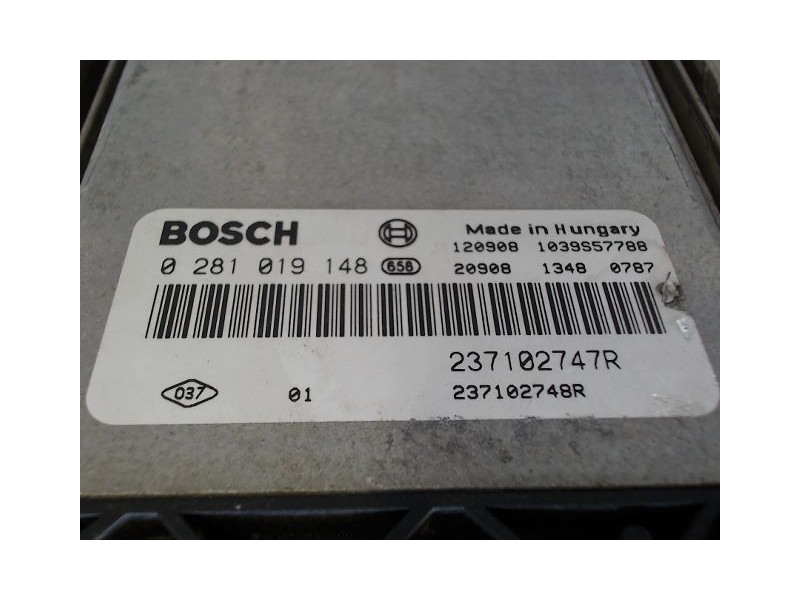 BOSCH
Made in Hungary
120908 1039S57788
0 281 019 148 656
20908 1348 0787
237102747R
037 01 237102748R